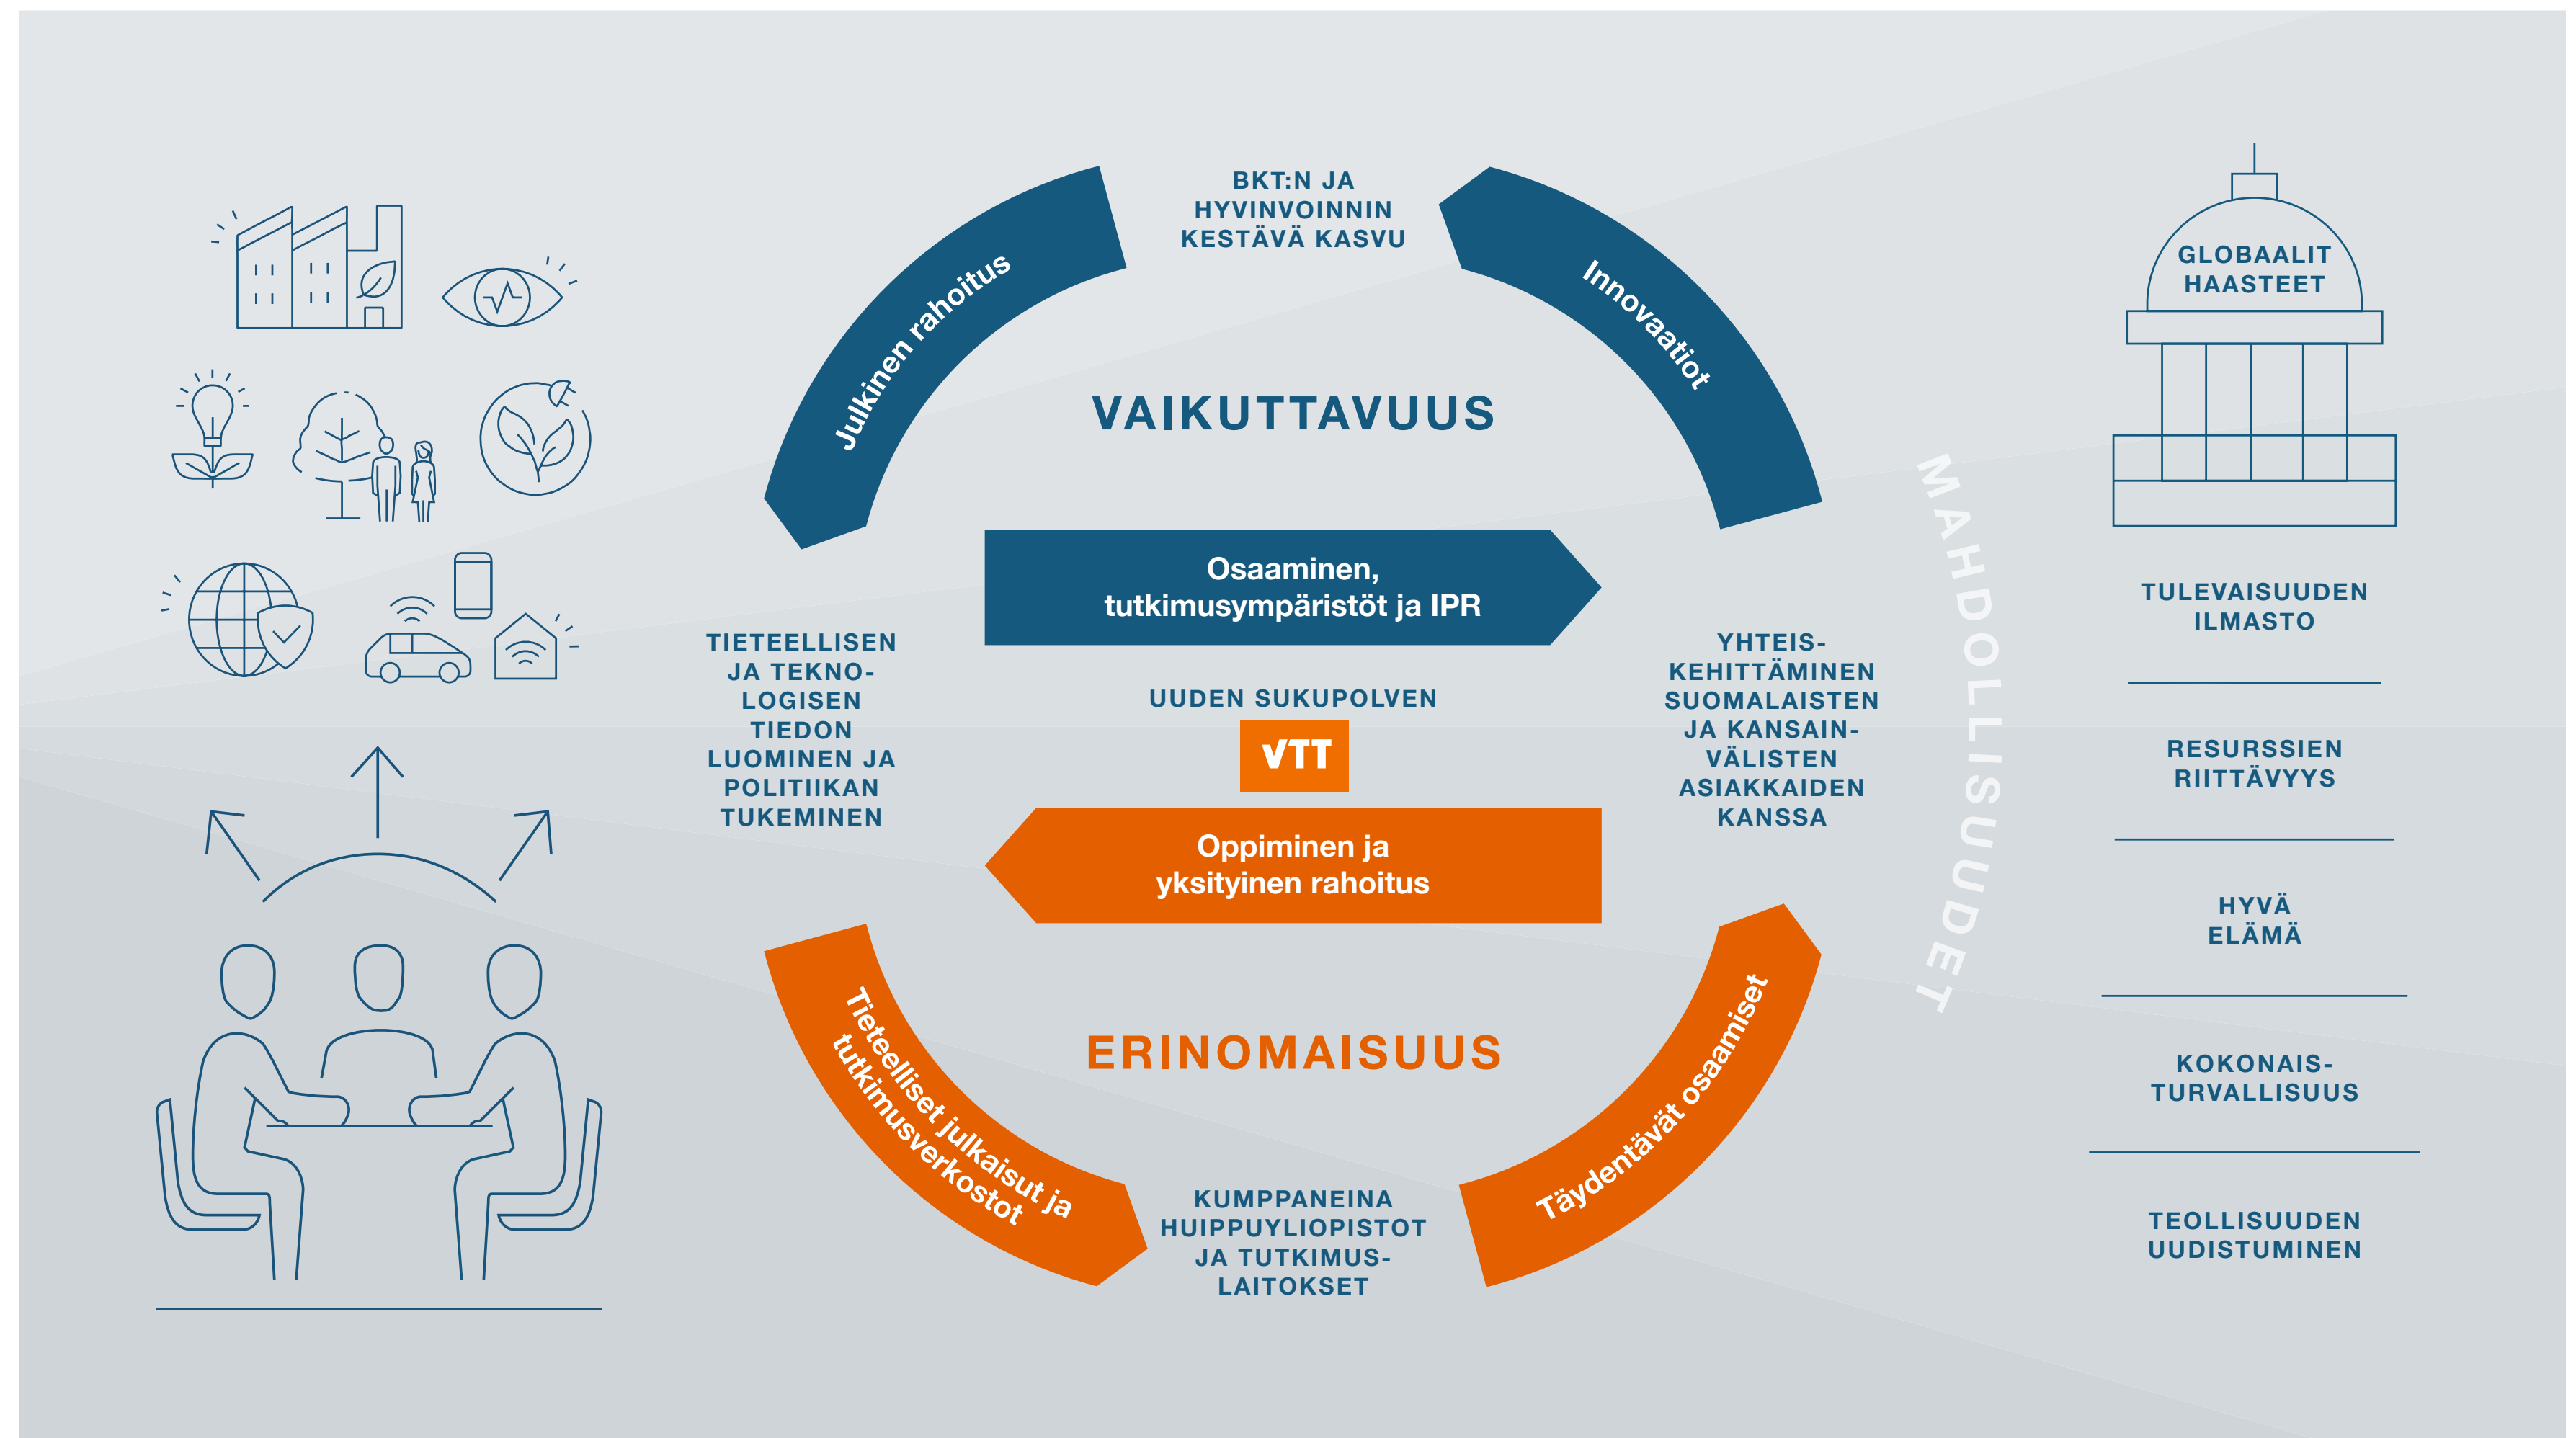 BKT:N JA
HYVINVOINNIN
KESTÄVÄ KASVU
Julkinen rahoitus
Innovaatiot
VAIKUTTAVUUS
Osaaminen,
tutkimusympäristöt ja IPR
TIETEELLISEN
JA TEKNO-
LOGISEN
TIEDON
LUOMINEN JA
POLITIIKAN
TUKEMINEN
UUDEN SUKUPOLVEN
VTT
YHTEIS-
KEHITTÄMINEN
SUOMALAISTEN
JA KANSAIN-
VÄLISTEN
ASIAKKAIDEN
KANSSA
Oppiminen ja
yksityinen rahoitus
ERINOMAISUUS
Tieteelliset julkaisut ja
tutkimusverkostot
Täydentävät osaamiset
KUMPPANEINA
HUIPPUYLIOPISTOT
JA TUTKIMUS-
LAITOKSET
MAHDOLLISUUDET
GLOBAALIT
HAASTEET
TULEVAISUUDEN
ILMASTO
RESURSSIEN
RIITTÄVYYS
HYVÄ
ELÄMÄ
KOKONAIS-
TURVALLISUUS
TEOLLISUUDEN
UUDISTUMINEN